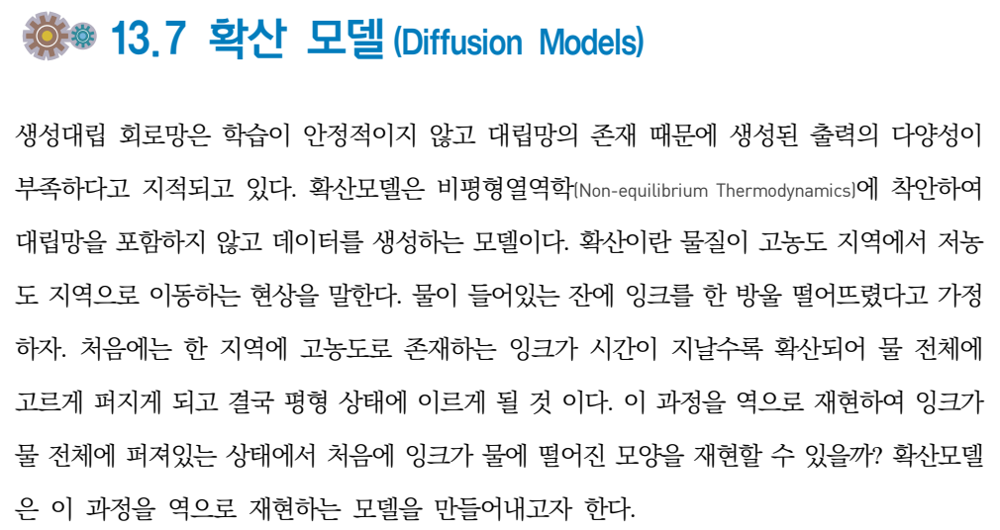 13.7 확산 모델(Diffusion Models)
생성대립 회로망은 학습이 안정적이지 않고 대립망의 존재 때문에 생성된 출력의 다양성이
부족하다고 지적되고 있다. 확산모델은 비평형열역학(Non-equilibrium Thermodynamics)에 착안하여
대립망을 포함하지 않고 데이터를 생성하는 모델이다. 확산이란 물질이 고농도 지역에서 저농
도 지역으로 이동하는 현상을 말한다. 물이 들어있는 잔에 잉크를 한 방울 떨어뜨렸다고 가정
하자. 처음에는 한 지역에 고농도로 존재하는 잉크가 시간이 지날수록 확산되어 물 전체에
고르게 퍼지게 되고 결국 평형 상태에 이르게 될 것 이다. 이 과정을 역으로 재현하여 잉크가
물 전체에 퍼져있는 상태에서 처음에 잉크가 물에 떨어진 모양을 재현할 수 있을까? 확산모델
은 이 과정을 역으로 재현하는 모델을 만들어내고자 한다.